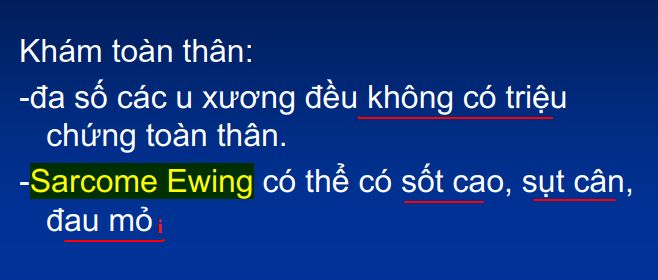 Khám toàn thân:
-đa số các u xương đều không có triệu
chứng toàn thân.
-Sarcome Ewing có thể có sốt cao, sụt cân,
đau mỏi